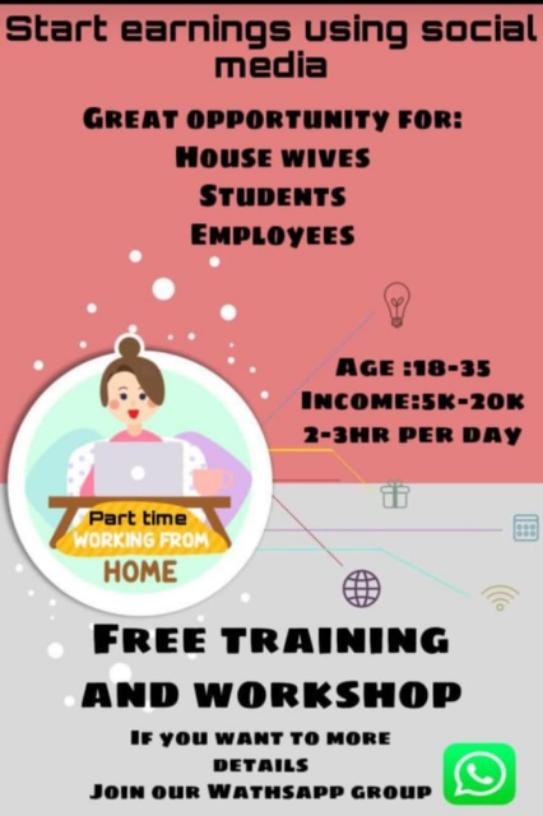 Start earnings using social
media
Great opportunity for:
House wives
Students
Employees
Age :18-35
Income:5k-20k
2-3hr per day
Part time
WORKING FROM
HOME
Free training
and workshop
If you want to more
details
Join our Wathsapp group